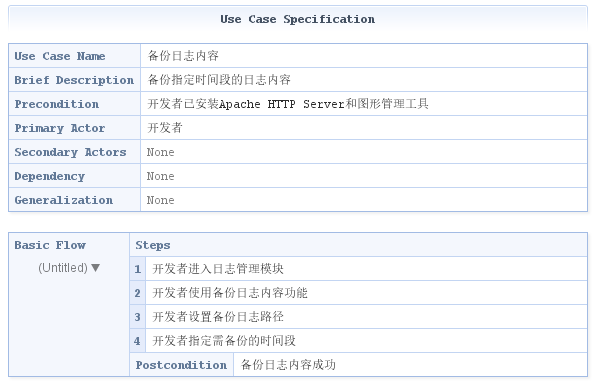 Use Case Specification
Use Case Name 备份日志内容
Brief Description 备份指定时间段的日志内容
Precondition 开发者已安装Apache HTTP Server和图形管理工具
Primary Actor 开发者
Secondary Actors None
Dependency None
Generalization None
Basic Flow Steps
(Untitled) ▼
1 开发者进入日志管理模块
2 开发者使用备份日志内容功能
3 开发者设置备份日志路径
4 开发者指定需备份的时间段
Postcondition 备份日志内容成功